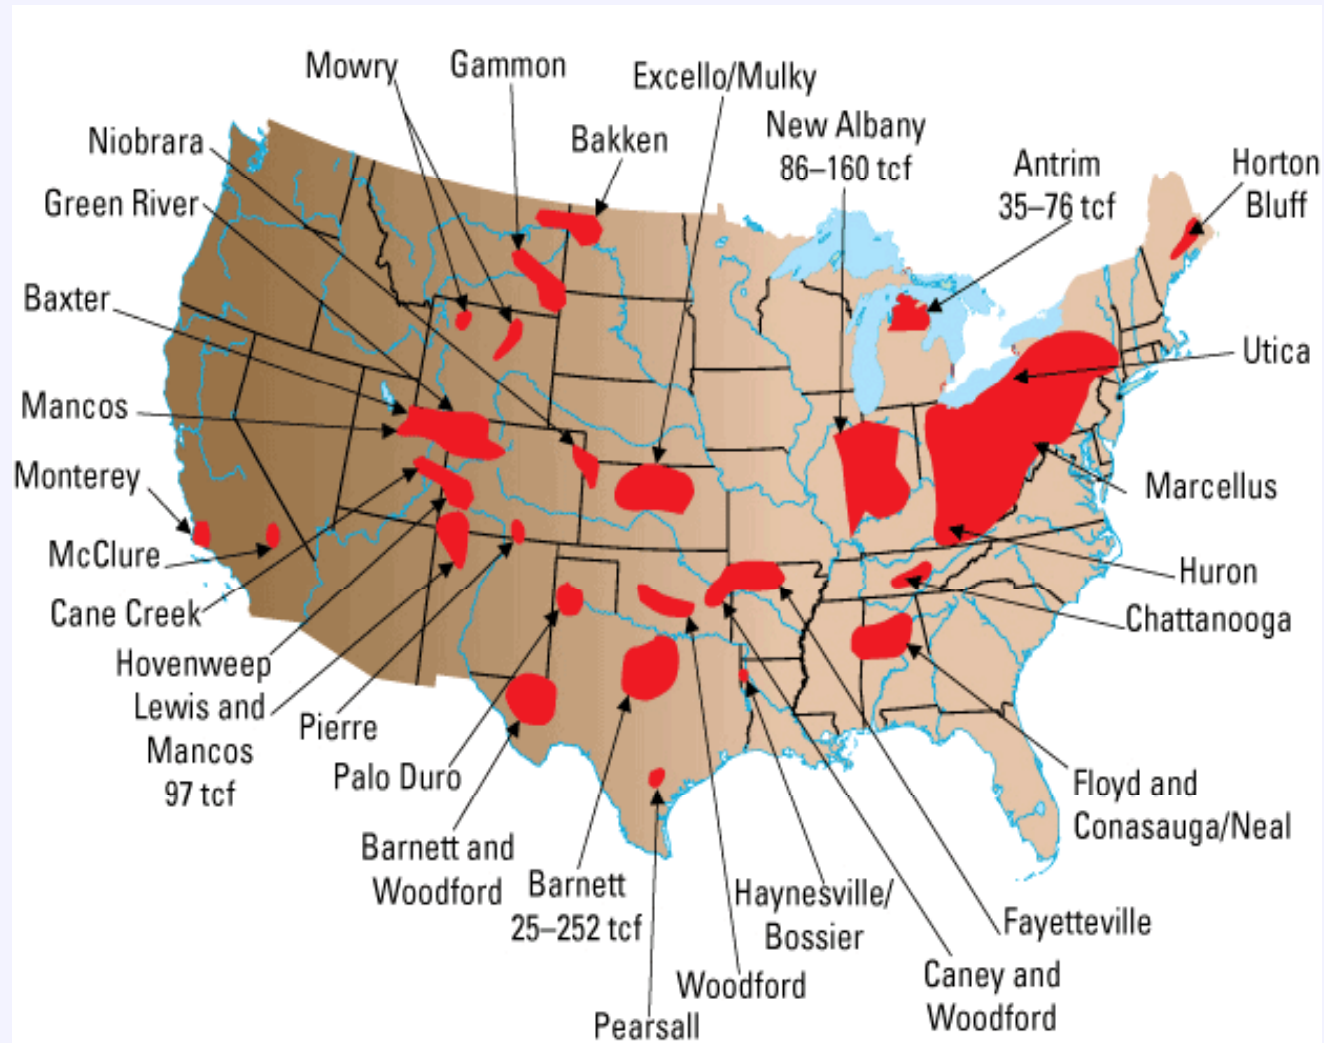 Mowry
Gammon
Excello/Mulky
Niobrara
Bakken
New Albany
86–160 tcf
Antrim
35–76 tcf
Horton
Bluff
Green River
Baxter
Utica
Mancos
Monterey
Marcellus
McClure
Huron
Cane Creek
Chattanooga
Hovenweep
Lewis and
Mancos
97 tcf
Pierre
Palo Duro
Floyd and
Conasauga/Neal
Barnett and
Woodford
Barnett
25–252 tcf
Haynesville/
Bossier
Fayetteville
Woodford
Caney and
Woodford
Pearsall